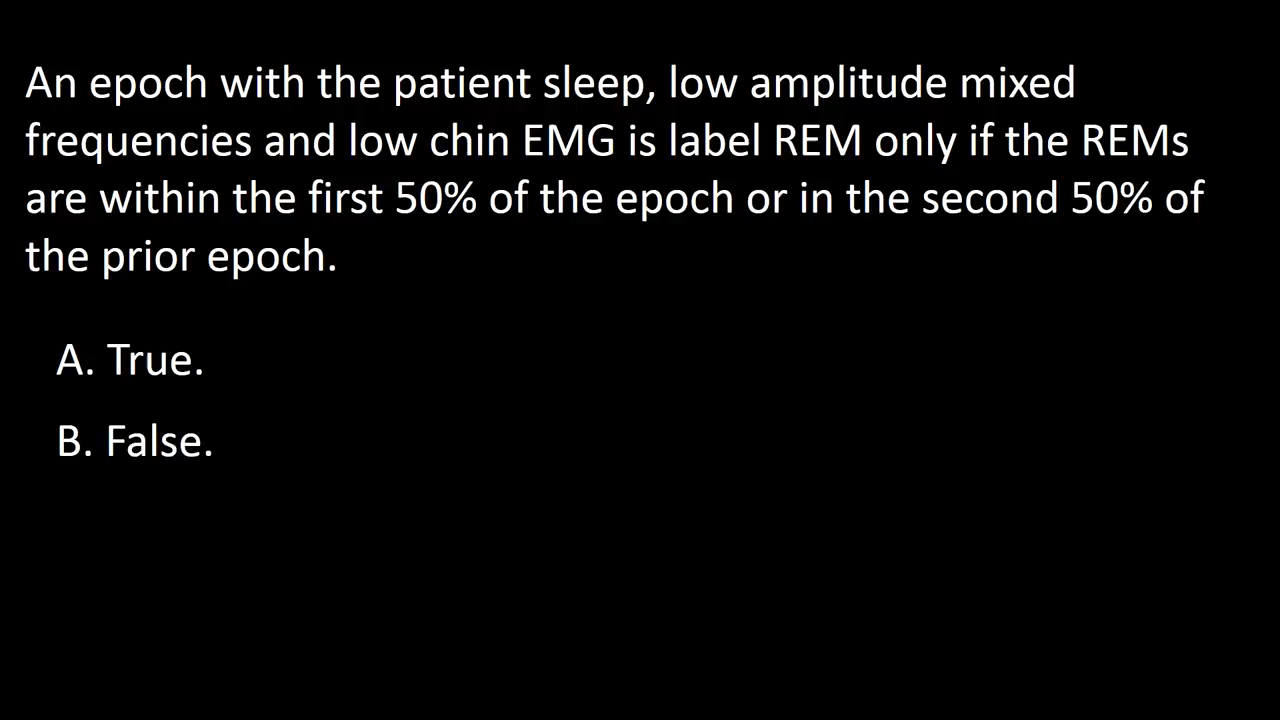 An epoch with the patient sleep, low amplitude mixed
frequencies and low chin EMG is label REM only if the REMs
are within the first 50% of the epoch or in the second 50% of
the prior epoch.
A. True.
B. False.